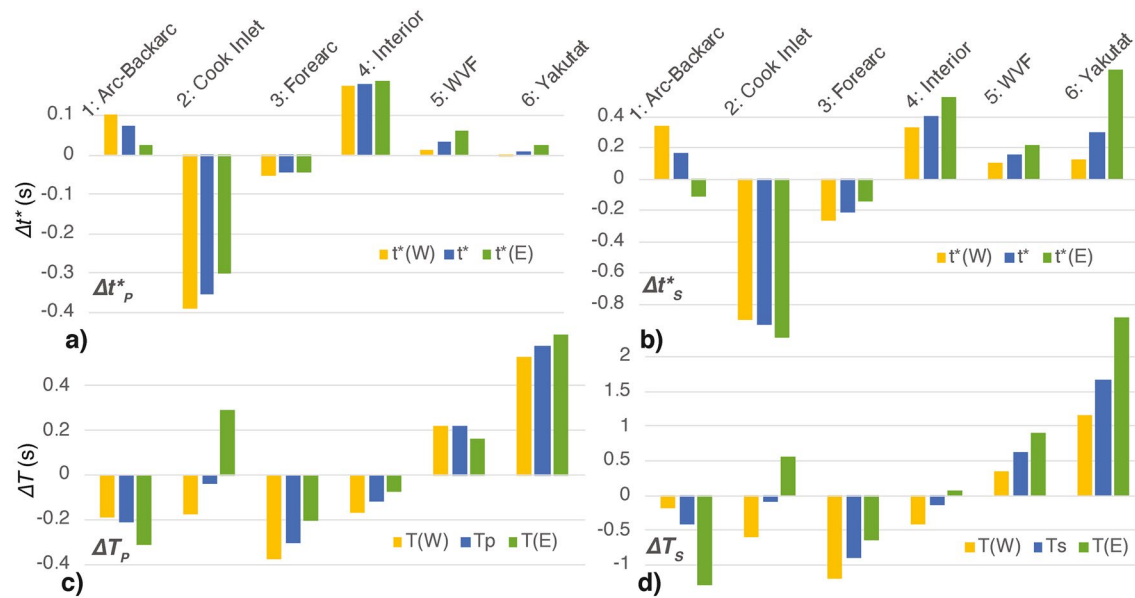 1: Arc-Backarc
2: Cook Inlet
3: Forearc
4: Interior
5: WVF
6: Yakutat
0.1
0
-0.1
-0.2
-0.3
-0.4
Δt* (s)
t*(W) t* t*(E)
Δt*P
a)
1: Arc-Backarc
2: Cook Inlet
3: Forearc
4: Interior
5: WVF
6: Yakutat
0.4
0.2
0
-0.2
-0.4
-0.6
-0.8
t*(W) t* t*(E)
Δt*S
b)
0.4
0.2
0
-0.2
-0.4
ΔT (s)
T(W) Tp T(E)
ΔTP
c)
2
1.5
1
0.5
0
-0.5
-1
T(W) Ts T(E)
ΔTS
d)